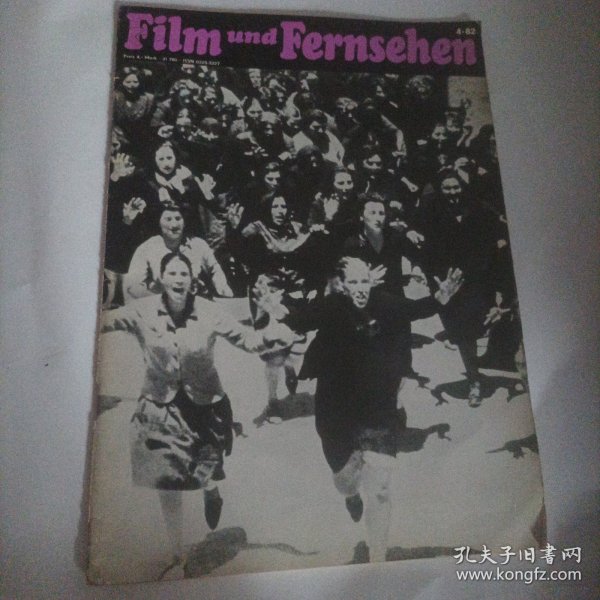 Film und Fernsehen
4·82
孔夫子旧书网
www.kongfz.com